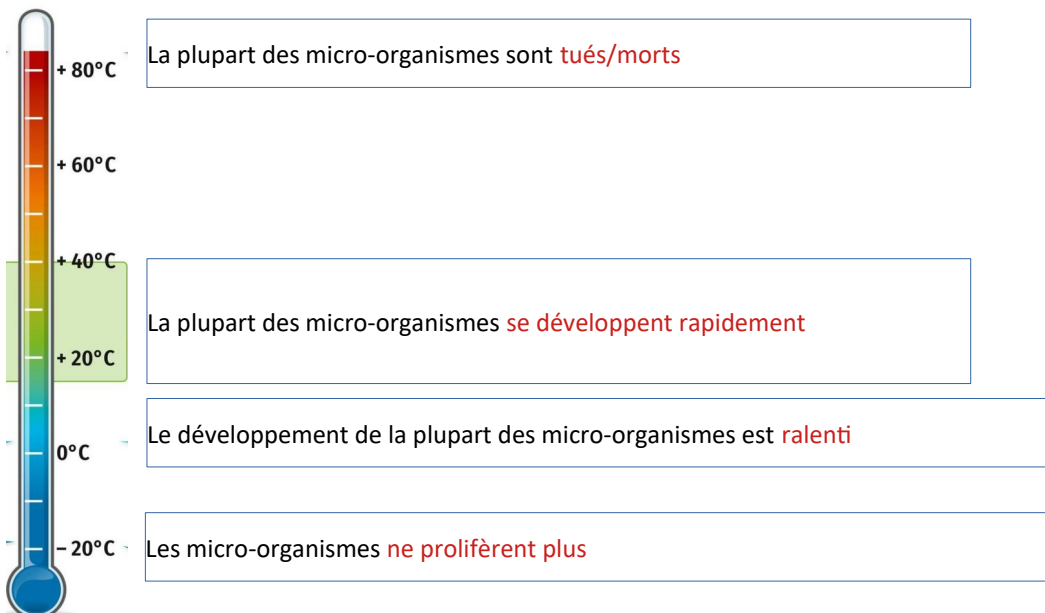 + 80°C
La plupart des micro-organismes sont tués/morts
+ 60°C
+ 40°C
La plupart des micro-organismes se développent rapidement
+ 20°C
Le développement de la plupart des micro-organismes est ralenti
0°C
Les micro-organismes ne prolifèrent plus
– 20°C